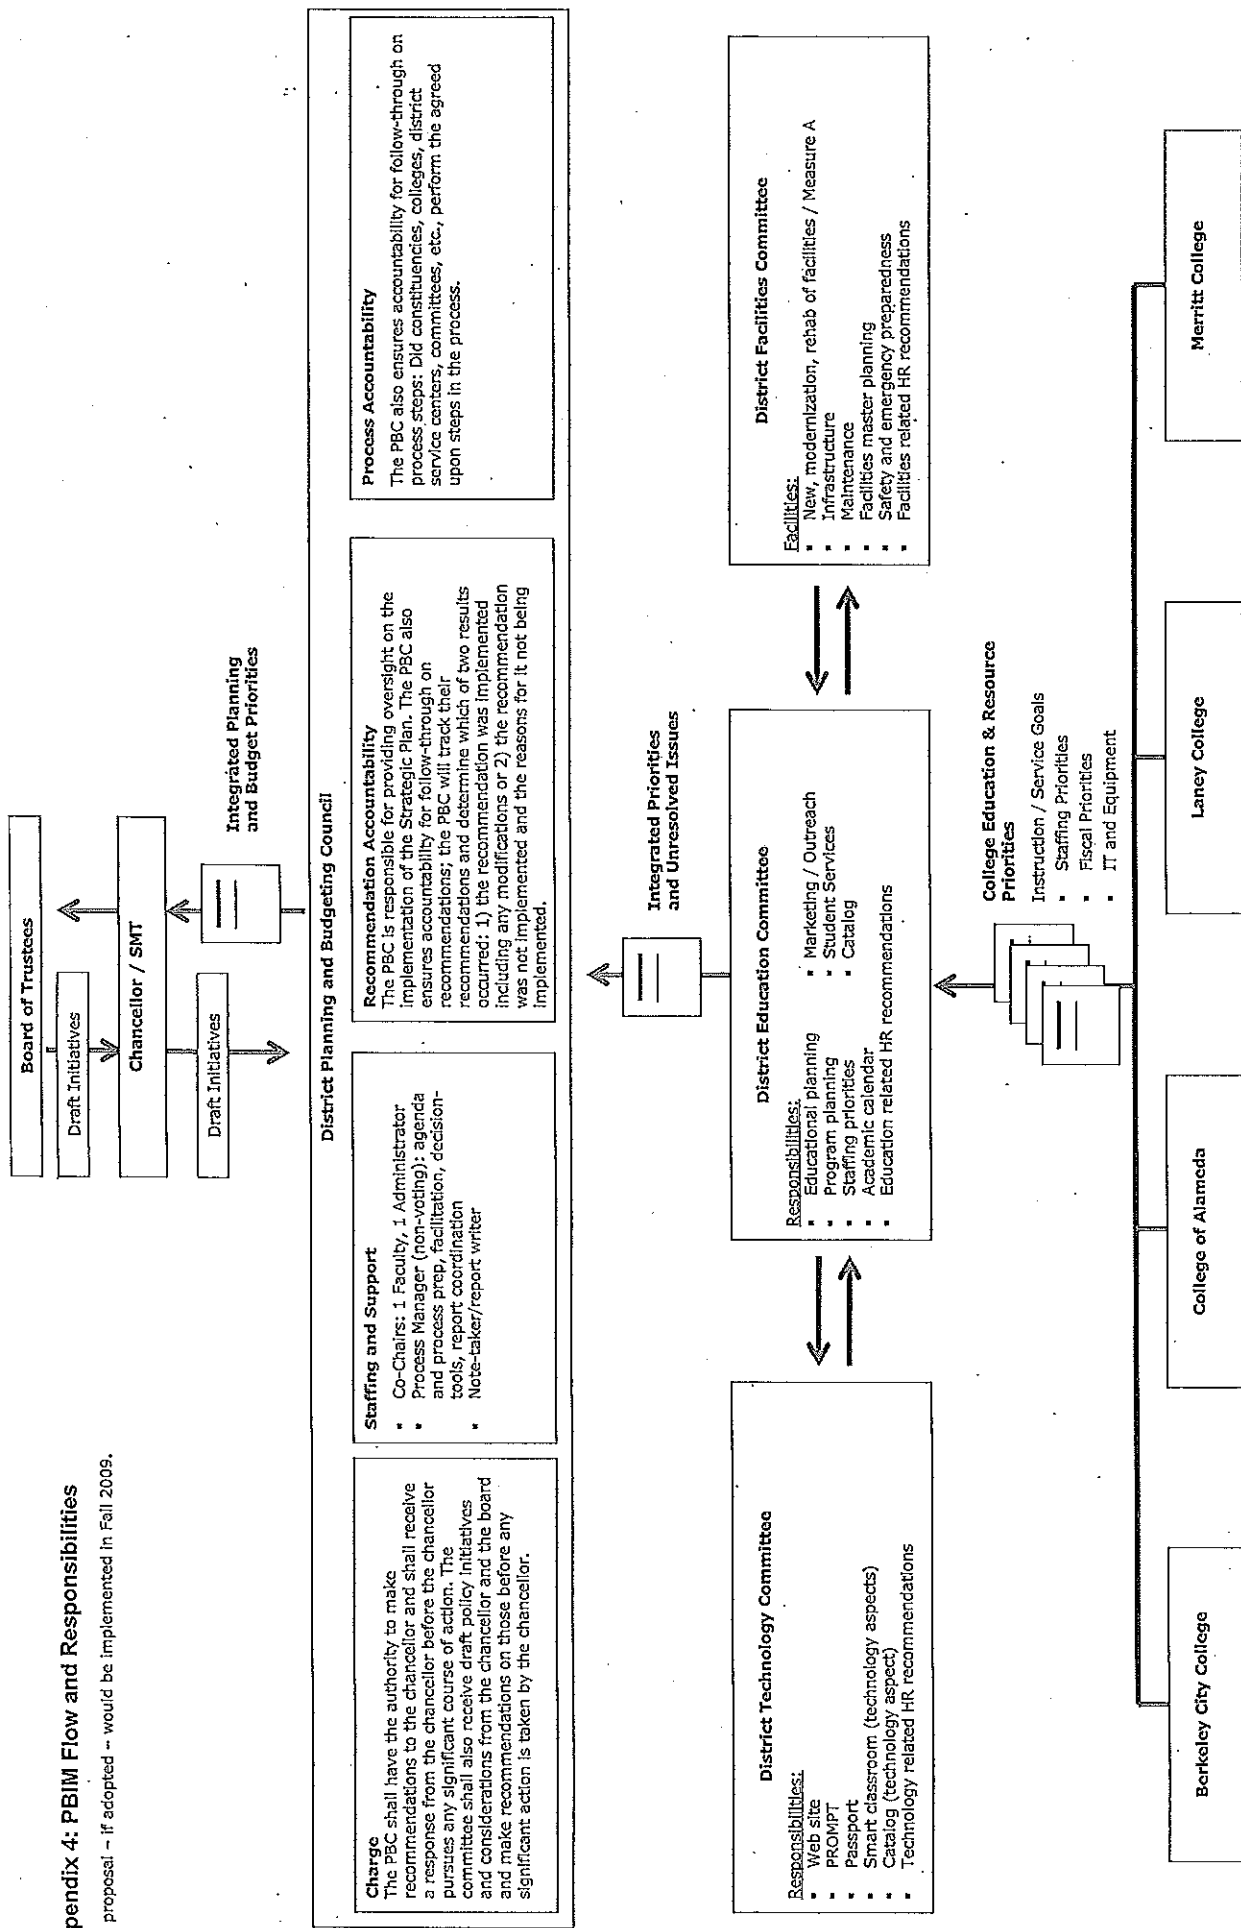 pendix 4: PBIM Flow and Responsibilities
proposal – if adopted – would be implemented in Fall 2009.
Board of Trustees
Draft Initiatives
Chancellor / SMT
Draft Initiatives
Integrated Planning
and Budget Priorities
District Planning and Budgeting Council
Charge
The PBC shall have the authority to make
recommendations to the chancellor and shall receive
a response from the chancellor before the chancellor
pursues any significant course of action. The
committee shall also receive draft policy initiatives
and considerations from the chancellor and the board
and make recommendations on those before any
significant action is taken by the chancellor.
Staffing and Support
▪ Co-Chairs: 1 Faculty, 1 Administrator
▪ Process Manager (non-voting): agenda
and process prep, facilitation, decision-
tools, report coordination
▪ Note-taker/report writer
Recommendation Accountability
The PBC is responsible for providing oversight on the
implementation of the Strategic Plan. The PBC also
ensures accountability for follow-through on
recommendations; the PBC will track their
recommendations and determine which of two results
occurred: 1) the recommendation was implemented
including any modifications or 2) the recommendation
was not implemented and the reasons for it not being
implemented.
Process Accountability
The PBC also ensures accountability for follow-through on
process steps: Did constituencies, colleges, district
service centers, committees, etc., perform the agreed
upon steps in the process.
Integrated Priorities
and Unresolved Issues
District Technology Committee
Responsibilities:
▪ Web site
▪ PROMPT
▪ Passport
▪ Smart classroom (technology aspects)
▪ Catalog (technology aspect)
▪ Technology related HR recommendations
District Education Committee
Responsibilities:
▪ Educational planning
▪ Program planning
▪ Staffing priorities
▪ Academic calendar
▪ Education related HR recommendations
▪ Marketing / Outreach
▪ Student Services
▪ Catalog
District Facilities Committee
Facilities:
▪ New, modernization, rehab of facilities / Measure A
▪ Infrastructure
▪ Maintenance
▪ Facilities master planning
▪ Safety and emergency preparedness
▪ Facilities related HR recommendations
College Education & Resource
Priorities
Instruction / Service Goals
▪ Staffing Priorities
▪ Fiscal Priorities
▪ IT and Equipment
Berkeley City College
College of Alameda
Laney College
Merritt College